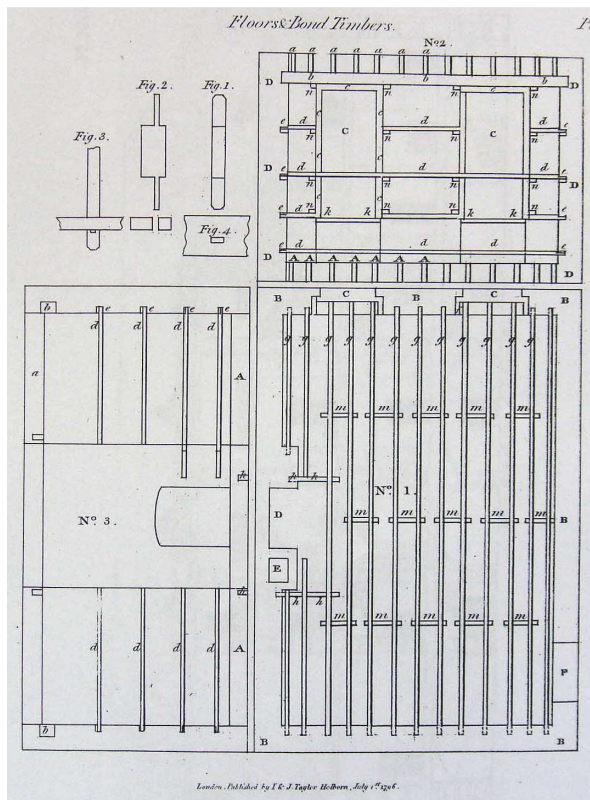 Floors & Bond Timbers.
P
No. 2.
a a a a a a
D b b b D
Fig. 2. Fig. 1.
n c n n c n
Fig. 3.
C d C
e d d e
c c
n n n n
D e d d d e D
n n n n
Fig. 4.
e d k k n k k e
e d d d e
D A A A A A A A D
B C B C B
b e e e e
d d d d
g g g g g g g g g g g g
a A
m m m m m
h h h
No. 3. No. 1.
D m m m m m B
E
h h h
m m m m m
d d d d A
P
b
B B
London. Published by I. & J. Taylor Holborn, July 1st 1796.